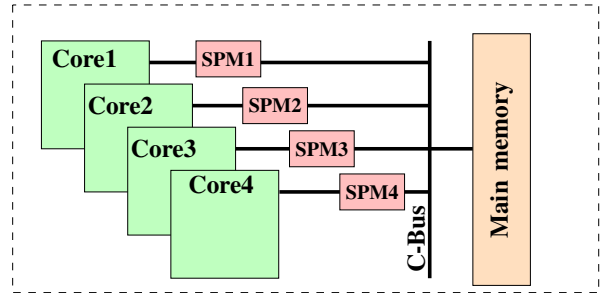 Core1
SPM1
Core2
SPM2
Core3
SPM3
Core4
SPM4
C-Bus
Main memory